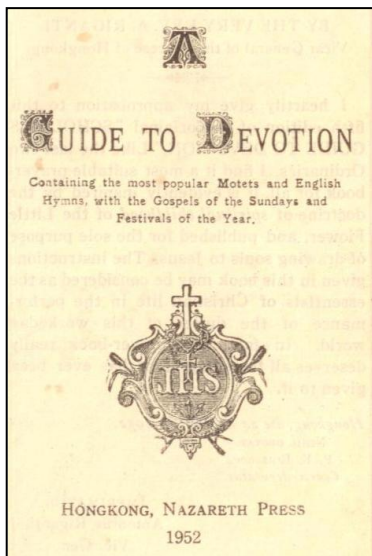 A
GUIDE TO DEVOTION
Containing the most popular Motets and English
Hymns, with the Gospels of the Sundays and
Festivals of the Year.
IHS
HONGKONG, NAZARETH PRESS
1952